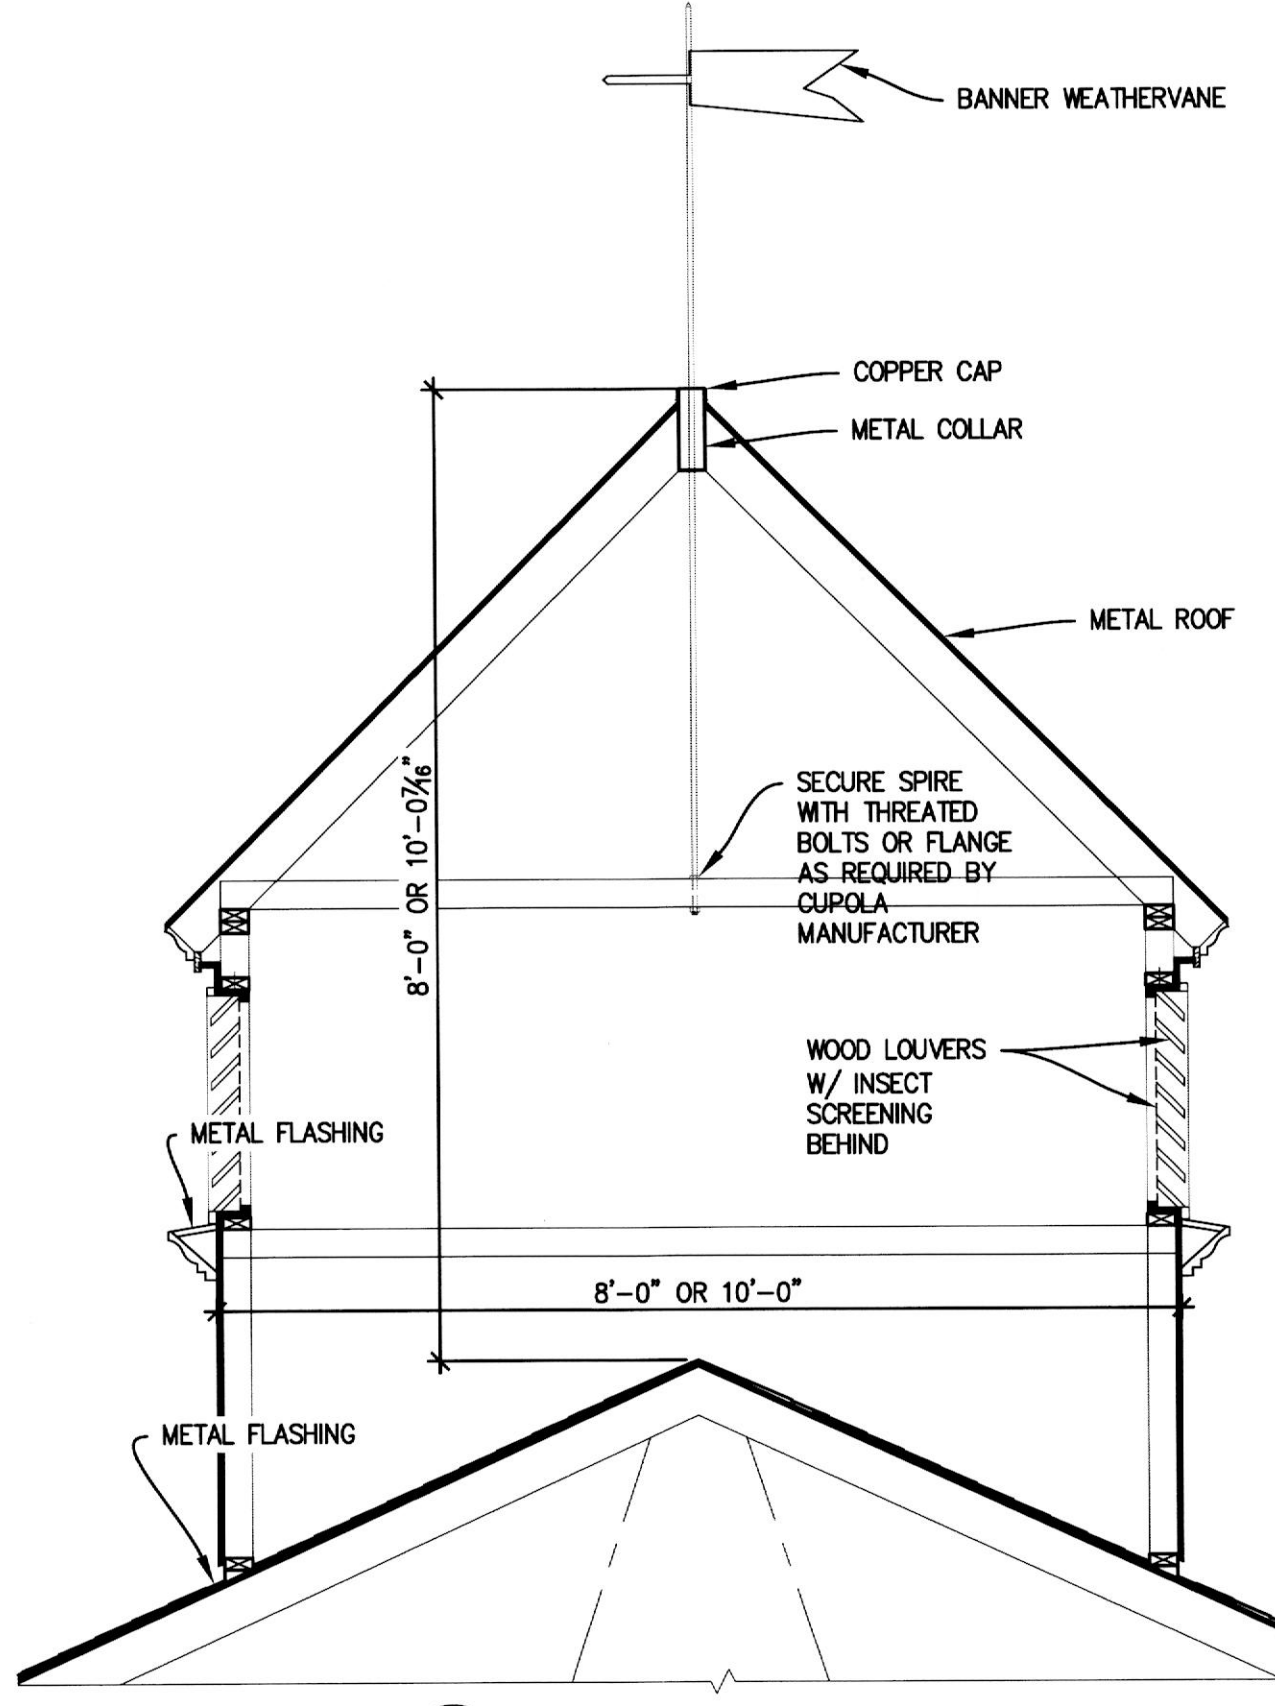 BANNER WEATHERVANE
COPPER CAP
METAL COLLAR
METAL ROOF
8'-0" OR 10'-0 7/16"
SECURE SPIRE
WITH THREATED
BOLTS OR FLANGE
AS REQUIRED BY
CUPOLA
MANUFACTURER
WOOD LOUVERS
W/ INSECT
SCREENING
BEHIND
METAL FLASHING
8'-0" OR 10'-0"
METAL FLASHING